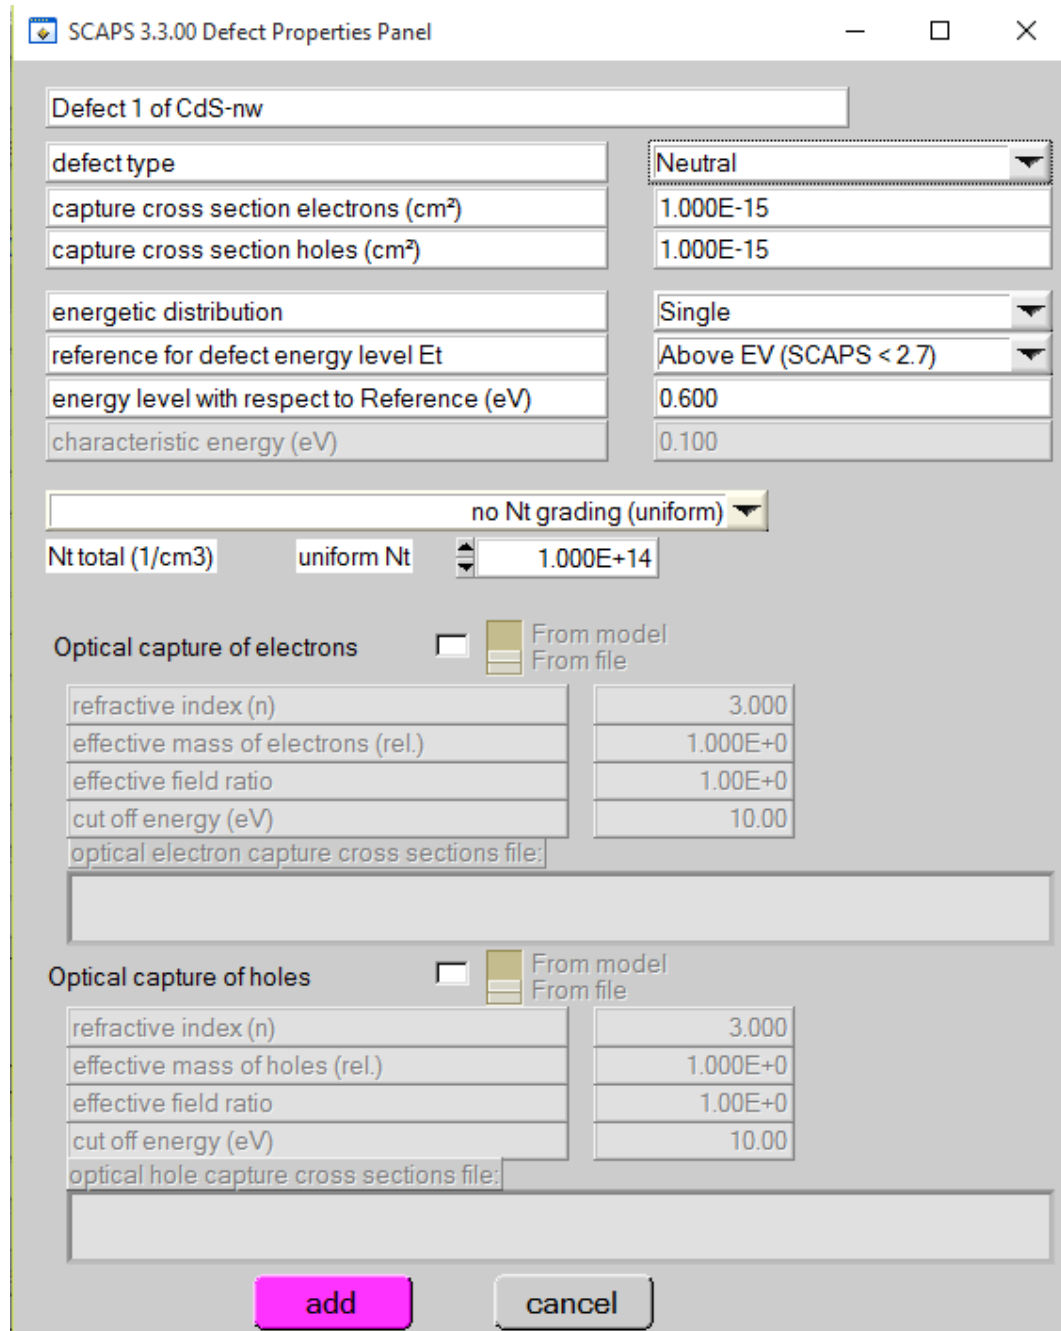 SCAPS 3.3.00 Defect Properties Panel
Defect 1 of CdS-nw
defect type Neutral
capture cross section electrons (cm²) 1.000E-15
capture cross section holes (cm²) 1.000E-15
energetic distribution Single
reference for defect energy level Et Above EV (SCAPS < 2.7)
energy level with respect to Reference (eV) 0.600
characteristic energy (eV) 0.100
no Nt grading (uniform)
Nt total (1/cm3) uniform Nt 1.000E+14
Optical capture of electrons From model
From file
refractive index (n) 3.000
effective mass of electrons (rel.) 1.000E+0
effective field ratio 1.00E+0
cut off energy (eV) 10.00
optical electron capture cross sections file:
Optical capture of holes From model
From file
refractive index (n) 3.000
effective mass of holes (rel.) 1.000E+0
effective field ratio 1.00E+0
cut off energy (eV) 10.00
optical hole capture cross sections file:
add cancel